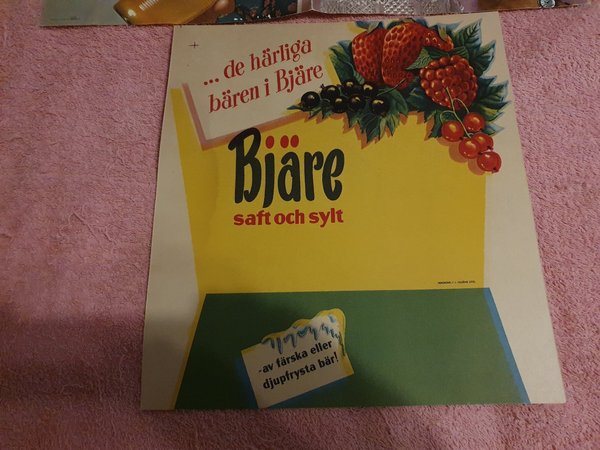 ... de härliga
bären i Bjäre
Bjäre
saft och sylt
-av färska eller
djupfrysta bär!